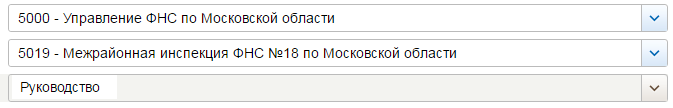 5000 - Управление ФНС по Московской области
5019 - Межрайонная инспекция ФНС №18 по Московской области
Руководство